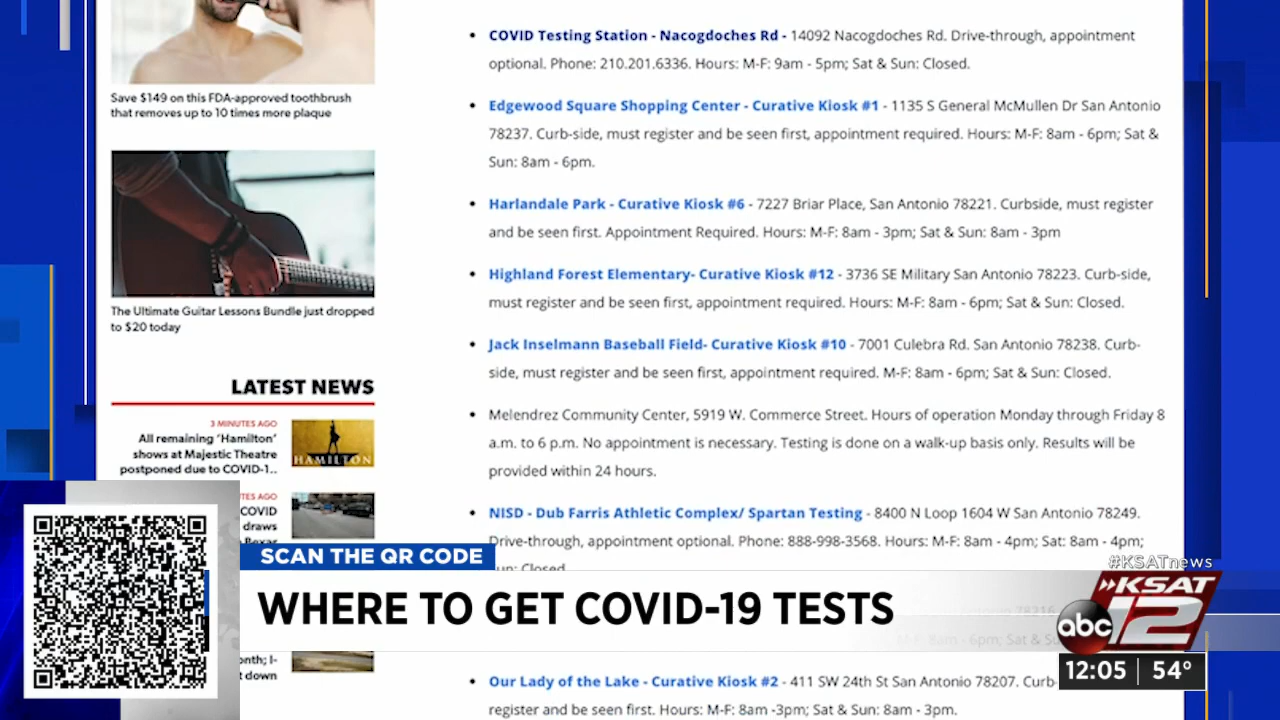 Save $149 on this FDA-approved toothbrush
that removes up to 10 times more plaque
The Ultimate Guitar Lessons Bundle just dropped
to $20 today
LATEST NEWS
3 MINUTES AGO
All remaining ‘Hamilton’
shows at Majestic Theatre
postponed due to COVID-1..
HAMILTON
TES AGO
COVID
draws
Bexar
onth; I-
t down
• COVID Testing Station - Nacogdoches Rd - 14092 Nacogdoches Rd. Drive-through, appointment
optional. Phone: 210.201.6336. Hours: M-F: 9am - 5pm; Sat & Sun: Closed.
• Edgewood Square Shopping Center - Curative Kiosk #1 - 1135 S General McMullen Dr San Antonio
78237. Curb-side, must register and be seen first, appointment required. Hours: M-F: 8am - 6pm; Sat &
Sun: 8am - 6pm.
• Harlandale Park - Curative Kiosk #6 - 7227 Briar Place, San Antonio 78221. Curbside, must register
and be seen first. Appointment Required. Hours: M-F: 8am - 3pm; Sat & Sun: 8am - 3pm
• Highland Forest Elementary- Curative Kiosk #12 - 3736 SE Military San Antonio 78223. Curb-side,
must register and be seen first, appointment required. Hours: M-F: 8am - 6pm; Sat & Sun: Closed.
• Jack Inselmann Baseball Field- Curative Kiosk #10 - 7001 Culebra Rd. San Antonio 78238. Curb-
side, must register and be seen first, appointment required. M-F: 8am - 6pm; Sat & Sun: Closed.
• Melendrez Community Center, 5919 W. Commerce Street. Hours of operation Monday through Friday 8
a.m. to 6 p.m. No appointment is necessary. Testing is done on a walk-up basis only. Results will be
provided within 24 hours.
• NISD - Dub Farris Athletic Complex/ Spartan Testing - 8400 N Loop 1604 W San Antonio 78249.
Drive-through, appointment optional. Phone: 888-998-3568. Hours: M-F: 8am - 4pm; Sat: 8am - 4pm;
Sun: Closed
78216
M-F: 8am - 6pm; Sat & Su
• Our Lady of the Lake - Curative Kiosk #2 - 411 SW 24th St San Antonio 78207. Curb-
register and be seen first. Hours: M-F: 8am -3pm; Sat & Sun: 8am - 3pm.
SCAN THE QR CODE
WHERE TO GET COVID-19 TESTS
#KSATnews
KSAT
abc 12
12:05 54°